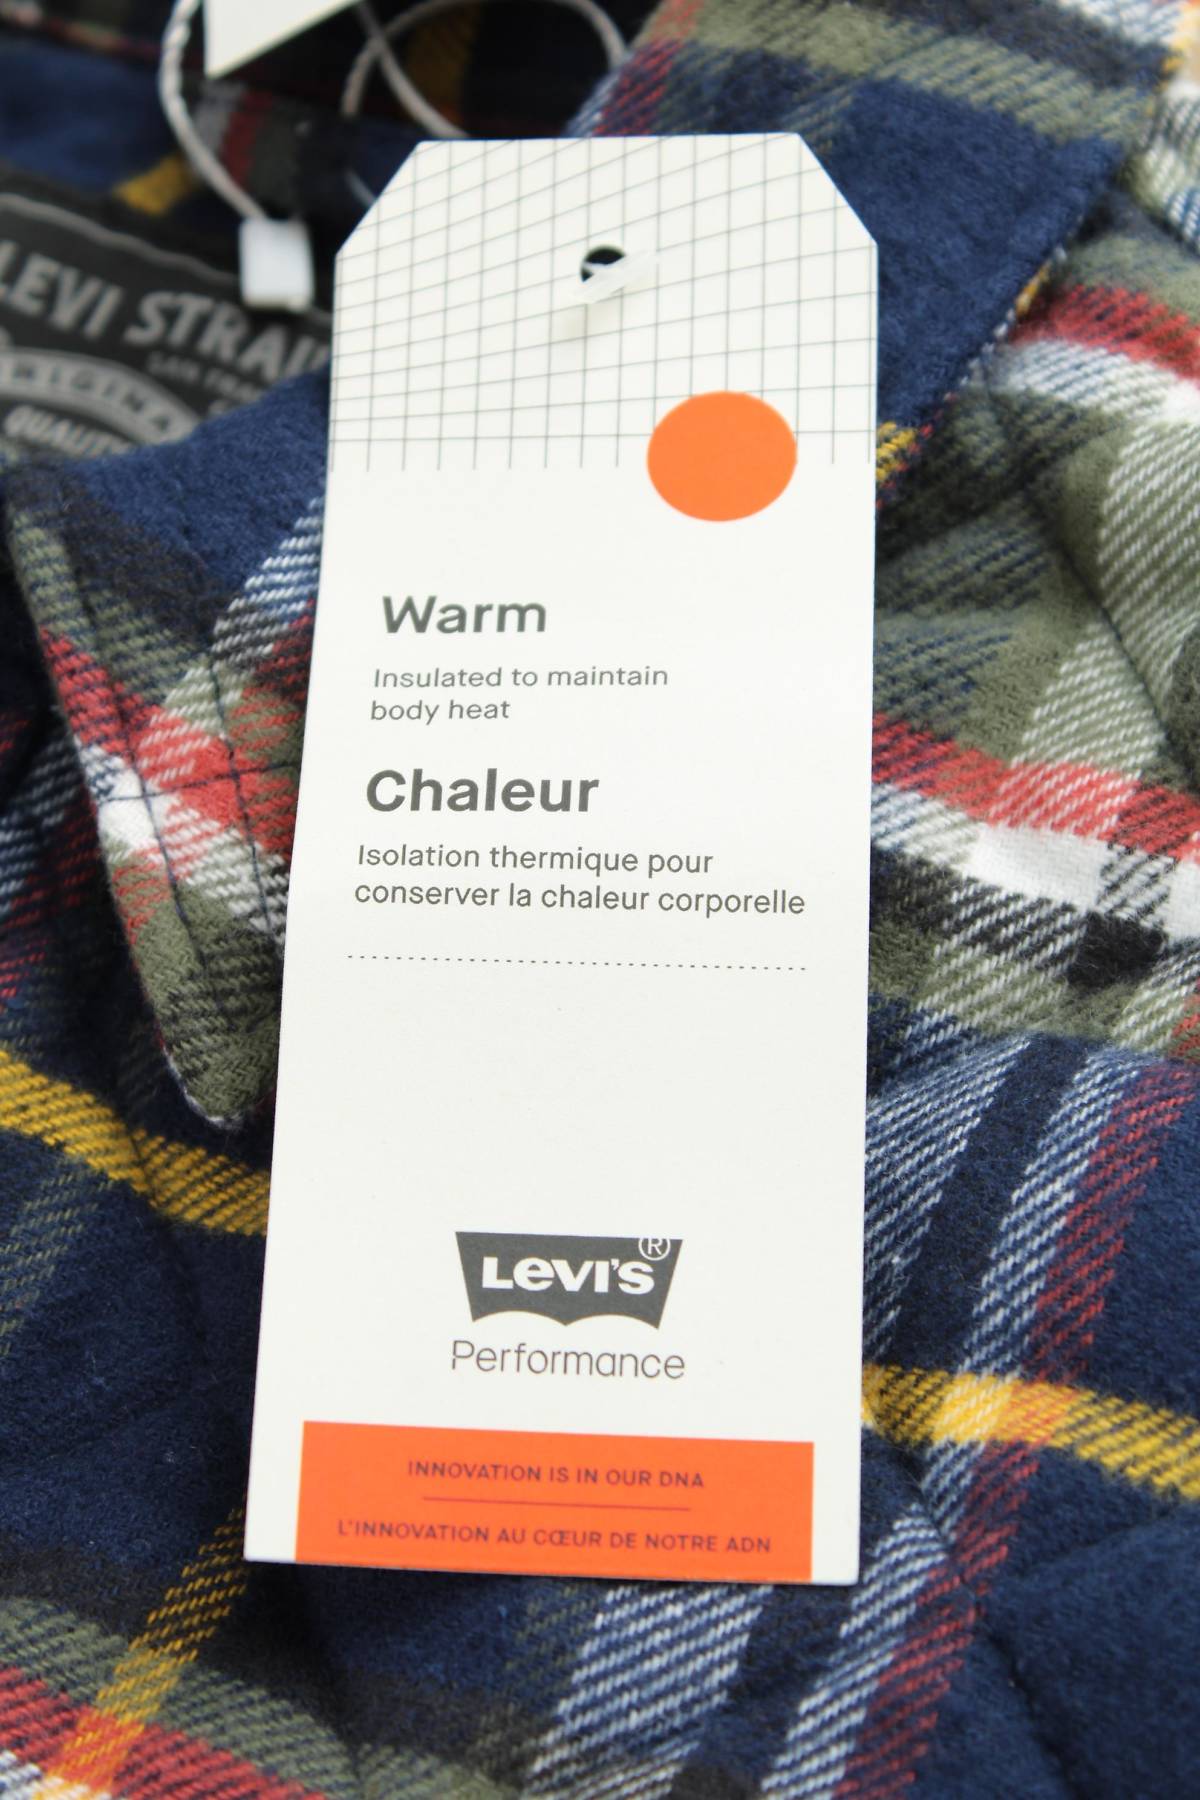 LEVI STRAU
QUALITY
Warm
Insulated to maintain
body heat
Chaleur
Isolation thermique pour
conserver la chaleur corporelle
LEVI'S®
Performance
INNOVATION IS IN OUR DNA
L'INNOVATION AU CŒUR DE NOTRE ADN